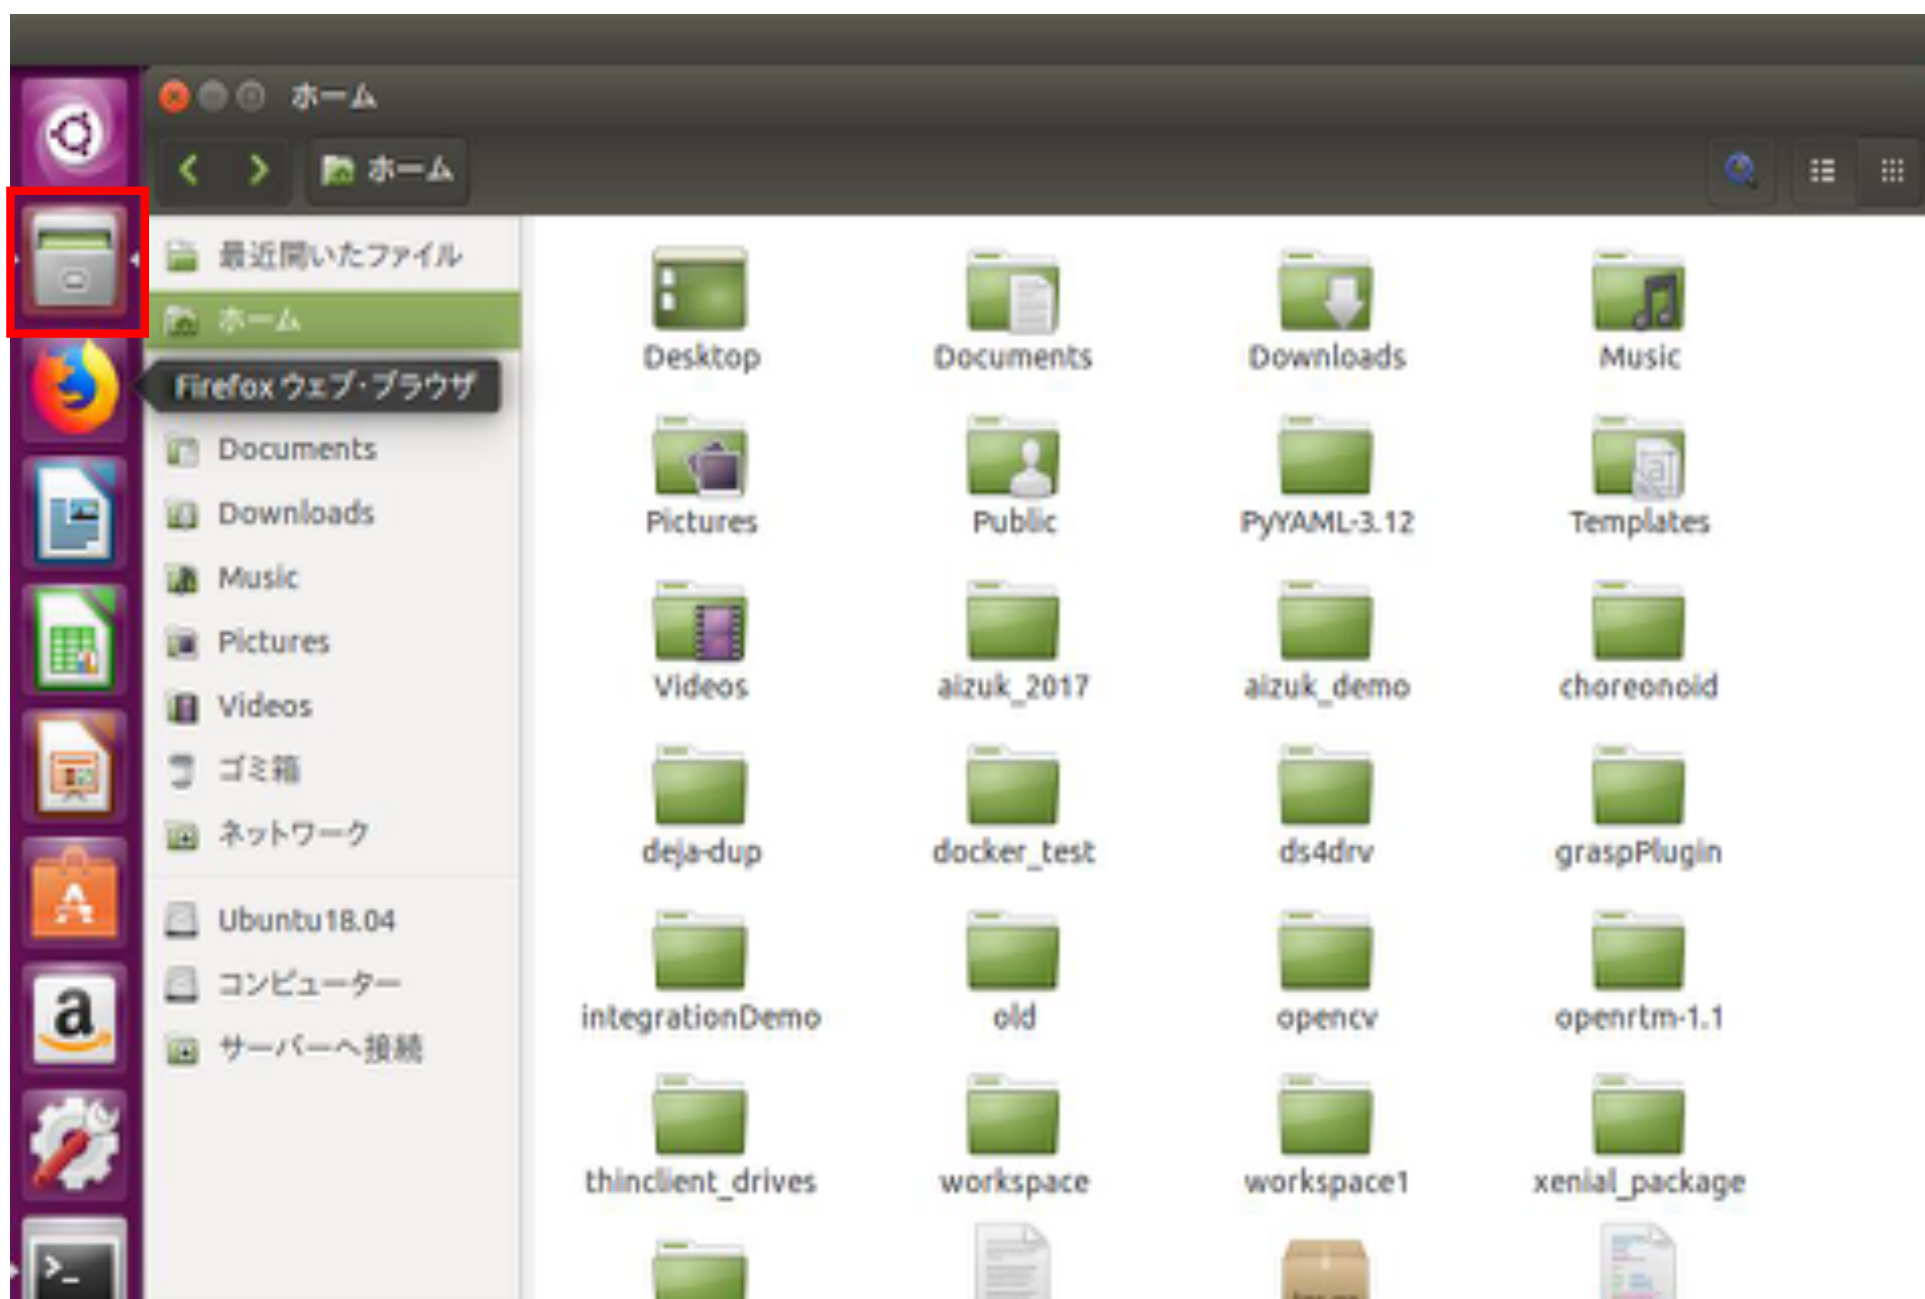 ホーム
ホーム
最近開いたファイル
ホーム
Firefox ウェブ・ブラウザ
Documents
Downloads
Music
Pictures
Videos
ゴミ箱
ネットワーク
Ubuntu18.04
コンピューター
サーバーへ接続
Desktop Documents Downloads Music
Pictures Public PyYAML-3.12 Templates
Videos aizuk_2017 aizuk_demo choreonoid
deja-dup docker_test ds4drv graspPlugin
integrationDemo old opencv openrtm-1.1
thinclient_drives workspace workspace1 xenial_package